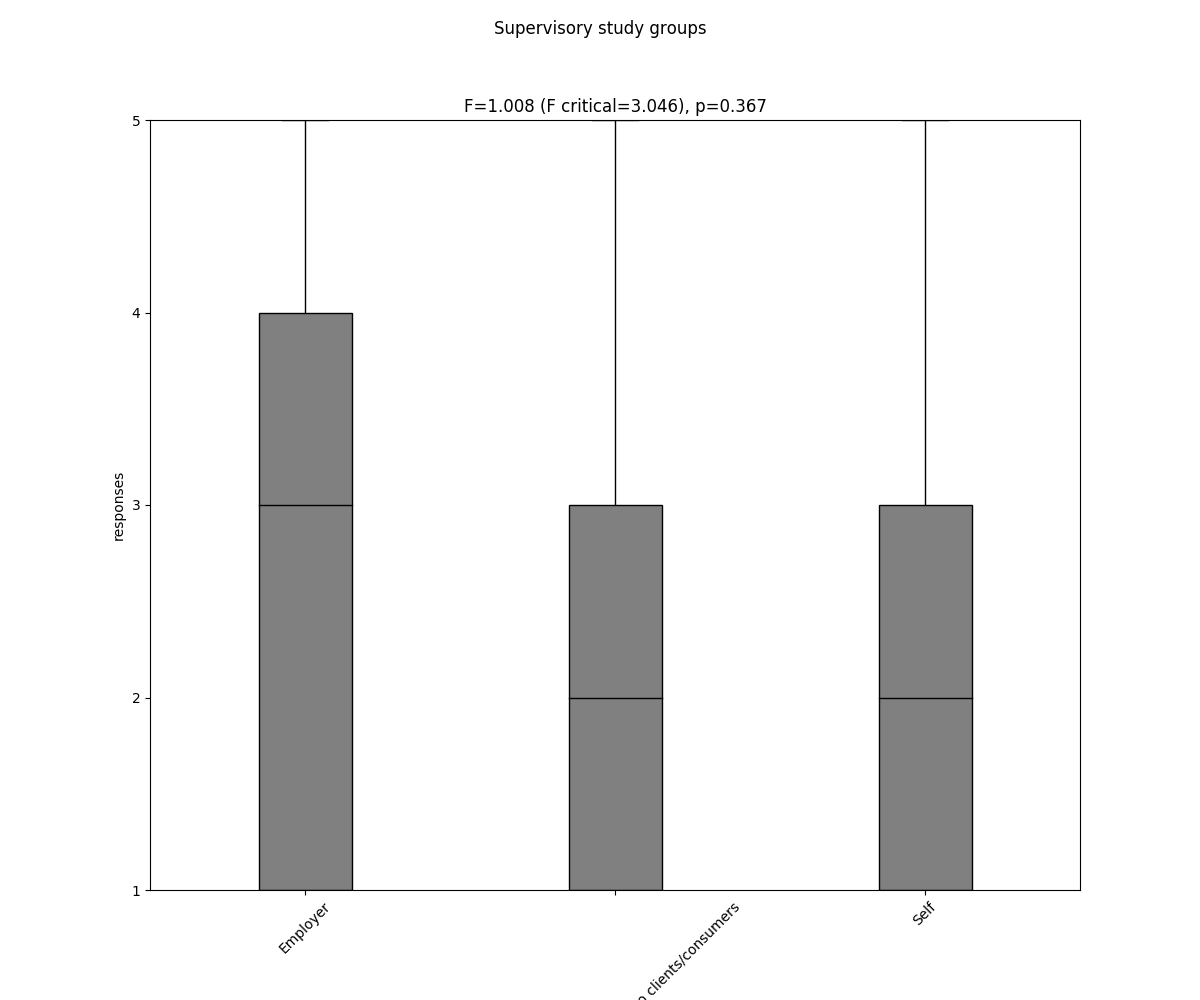 Supervisory study groups
F=1.008 (F critical=3.046), p=0.367
5
4
3
2
1
responses
Employer
clients/consumers
Self